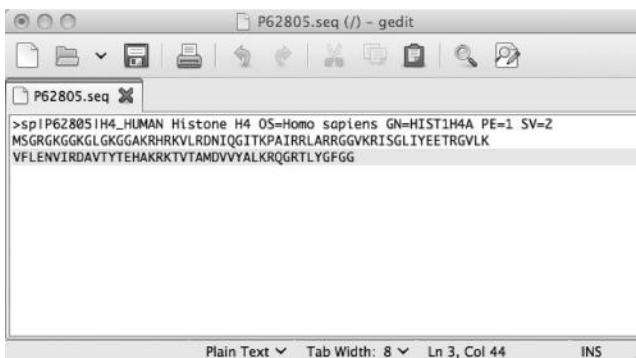 P62805.seq (/) - gedit
P62805.seq
>sp|P62805|H4_HUMAN Histone H4 OS=Homo sapiens GN=HIST1H4A PE=1 SV=2
MSGRGKGGKGLGKGGAKRHRKVLRDNIQGITKPAIRRLARRGGVKRISGLIYEETRGVLK
VFLENVIRDAVTYTEHAKRKTVTAMDVVYALKRQGRTLYGFGG
Plain Text Tab Width: 8 Ln 3, Col 44 INS